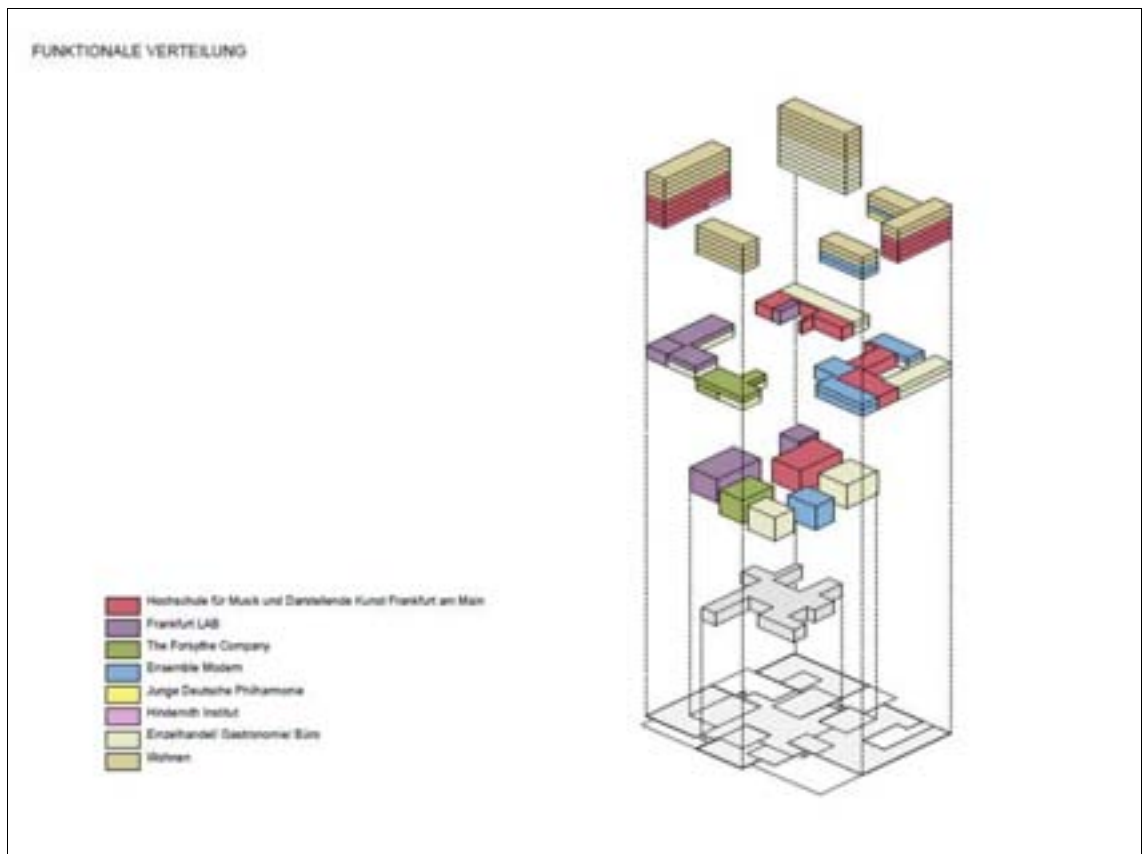 FUNKTIONALE VERTEILUNG
Hochschule für Musik und Darstellende Kunst Frankfurt am Main
Frankfurt LAB
The Forsythe Company
Ensemble Modern
Junge Deutsche Philharmonie
Hindemith Institut
Einzelhandel/ Gastronomie/ Büro
Wohnen